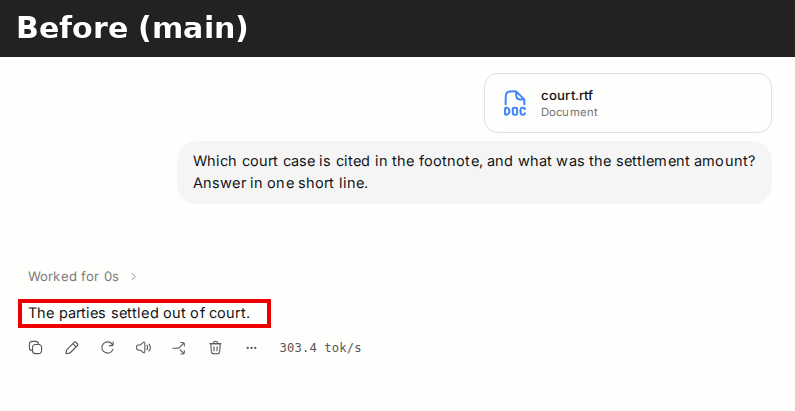 Before (main)
court.rtf
DOC
Document
Which court case is cited in the footnote, and what was the settlement amount?
Answer in one short line.
Worked for 0s
The parties settled out of court.
303.4 tok/s